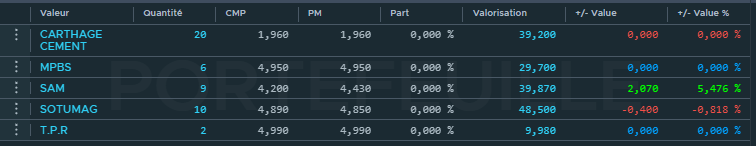 Valeur Quantité CMP PM Part Valorisation +/- Value +/- Value %
CARTHAGE CEMENT 20 1,960 1,960 0,000 % 39,200 0,000 0,000 %
MPBS 6 4,950 4,950 0,000 % 29,700 0,000 0,000 %
SAM 9 4,200 4,430 0,000 % 39,870 2,070 5,476 %
SOTUMAG 10 4,890 4,850 0,000 % 48,500 -0,400 -0,818 %
T.P.R 2 4,990 4,990 0,000 % 9,980 0,000 0,000 %
PORTEFEUILLE